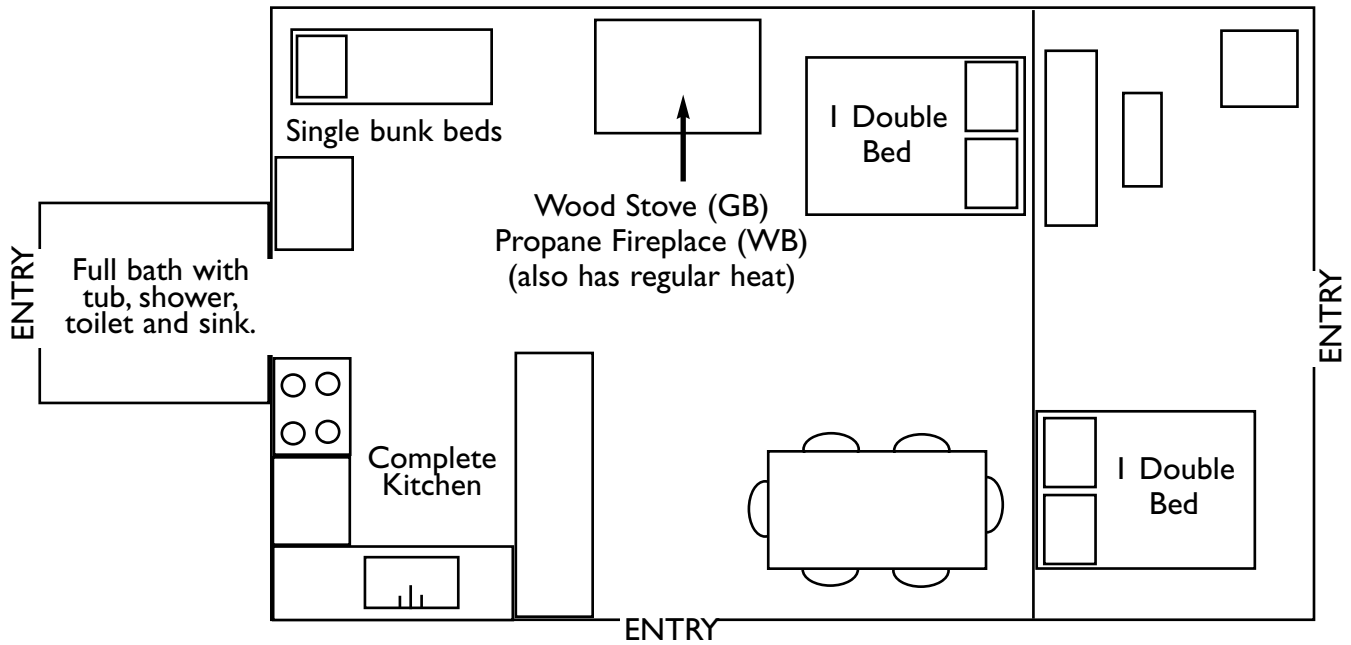 Single bunk beds
1 Double
Bed
Wood Stove (GB)
Propane Fireplace (WB)
(also has regular heat)
ENTRY
Full bath with
tub, shower,
toilet and sink.
ENTRY
Complete
Kitchen
1 Double
Bed
ENTRY